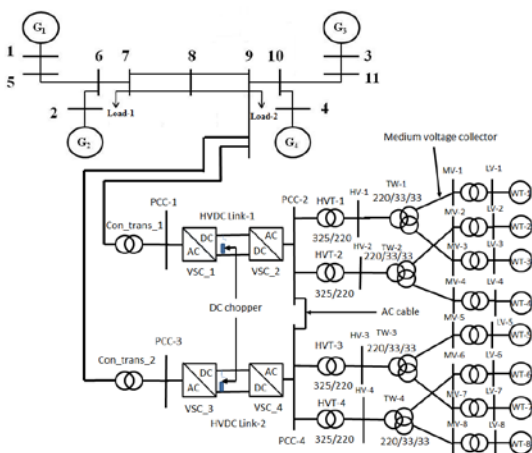 G1
G3
1
3
5
6
7
8
9
10
11
2
Load-1
Load-2
4
G2
G4
Medium voltage collector
MV-1
LV-1
WT-1
PCC-1
PCC-2
HVT-1
HV-1
TW-1
220/33/33
Con_trans_1
HVDC Link-1
325/220
MV-2
LV-2
WT-2
DC
AC
AC
DC
VSC_1
VSC_2
HVT-2
HV-2
TW-2
220/33/33
325/220
MV-3
LV-3
WT-3
MV-4
LV-4
WT-4
DC chopper
AC cable
MV-5
LV-5
WT-5
PCC-3
Con_trans_2
HVT-3
HV-3
TW-3
220/33/33
325/220
MV-6
LV-6
WT-6
DC
AC
AC
DC
VSC_3
VSC_4
HVDC Link-2
HVT-4
HV-4
TW-4
220/33/33
325/220
PCC-4
MV-7
LV-7
WT-7
MV-8
LV-8
WT-8